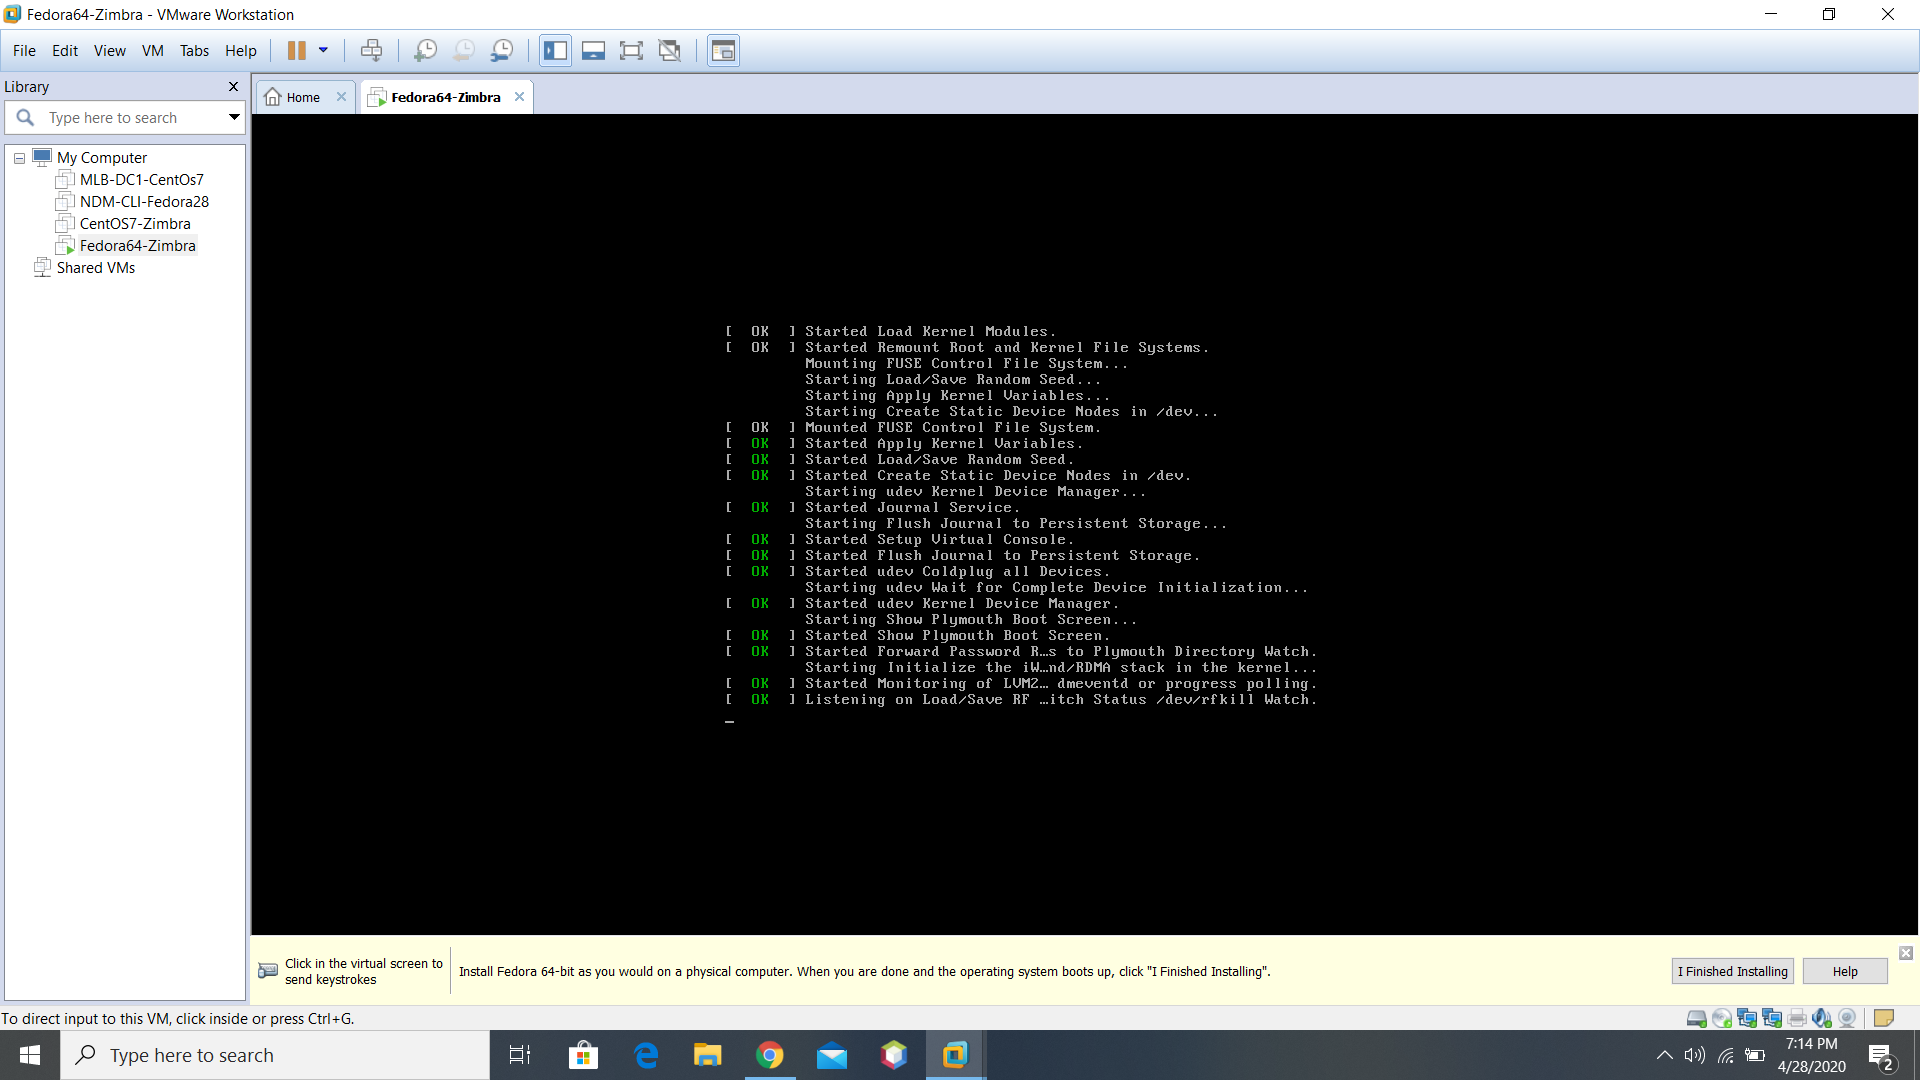 Fedora64-Zimbra - VMware Workstation
File Edit View VM Tabs Help
Library
Type here to search
My Computer
MLB-DC1-CentOs7
NDM-CLI-Fedora28
CentOS7-Zimbra
Fedora64-Zimbra
Shared VMs
Home
Fedora64-Zimbra
[  OK  ] Started Load Kernel Modules.
[  OK  ] Started Remount Root and Kernel File Systems.
Mounting FUSE Control File System...
Starting Load/Save Random Seed...
Starting Apply Kernel Variables...
Starting Create Static Device Nodes in /dev...
[  OK  ] Mounted FUSE Control File System.
[  OK  ] Started Apply Kernel Variables.
[  OK  ] Started Load/Save Random Seed.
[  OK  ] Started Create Static Device Nodes in /dev.
Starting udev Kernel Device Manager...
[  OK  ] Started Journal Service.
Starting Flush Journal to Persistent Storage...
[  OK  ] Started Setup Virtual Console.
[  OK  ] Started Flush Journal to Persistent Storage.
[  OK  ] Started udev Coldplug all Devices.
Starting udev Wait for Complete Device Initialization...
[  OK  ] Started udev Kernel Device Manager.
Starting Show Plymouth Boot Screen...
[  OK  ] Started Show Plymouth Boot Screen.
[  OK  ] Started Forward Password R…s to Plymouth Directory Watch.
Starting Initialize the iW…nd/RDMA stack in the kernel...
[  OK  ] Started Monitoring of LVM2… dmeventd or progress polling.
[  OK  ] Listening on Load/Save RF …itch Status /dev/rfkill Watch.
Click in the virtual screen to
send keystrokes
Install Fedora 64-bit as you would on a physical computer. When you are done and the operating system boots up, click "I Finished Installing".
I Finished Installing
Help
To direct input to this VM, click inside or press Ctrl+G.
Type here to search
7:14 PM
4/28/2020
2